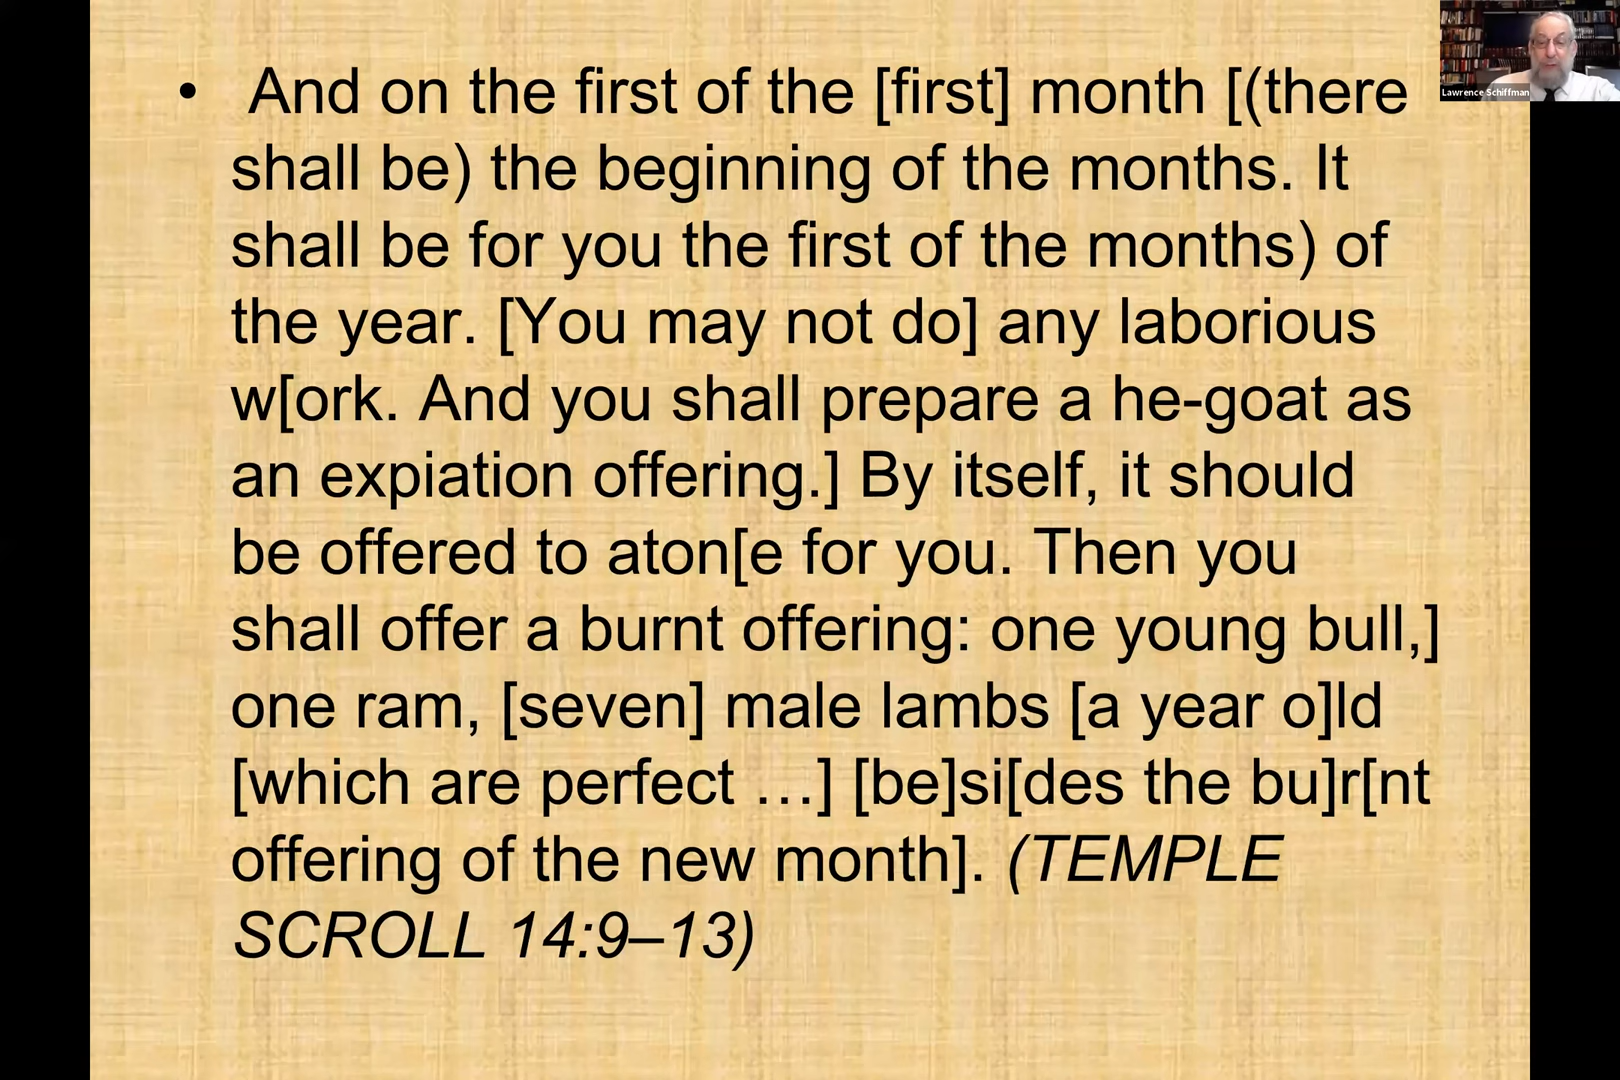 • And on the first of the [first] month [(there
shall be) the beginning of the months. It
shall be for you the first of the months) of
the year. [You may not do] any laborious
w[ork. And you shall prepare a he-goat as
an expiation offering.] By itself, it should
be offered to aton[e for you. Then you
shall offer a burnt offering: one young bull,]
one ram, [seven] male lambs [a year o]ld
[which are perfect …] [be]si[des the bu]r[nt
offering of the new month]. (TEMPLE
SCROLL 14:9–13)
Lawrence Schiffman